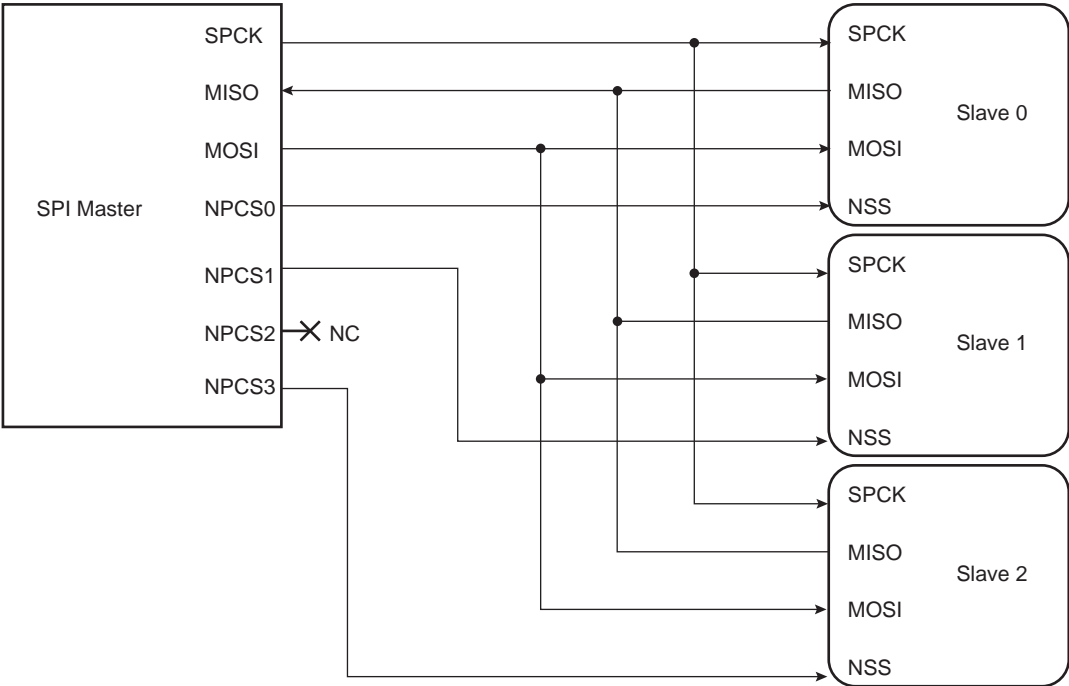 SPI Master
SPCK
MISO
MOSI
NPCS0
NPCS1
NPCS2
NC
NPCS3
SPCK
MISO
Slave 0
MOSI
NSS
SPCK
MISO
Slave 1
MOSI
NSS
SPCK
MISO
Slave 2
MOSI
NSS